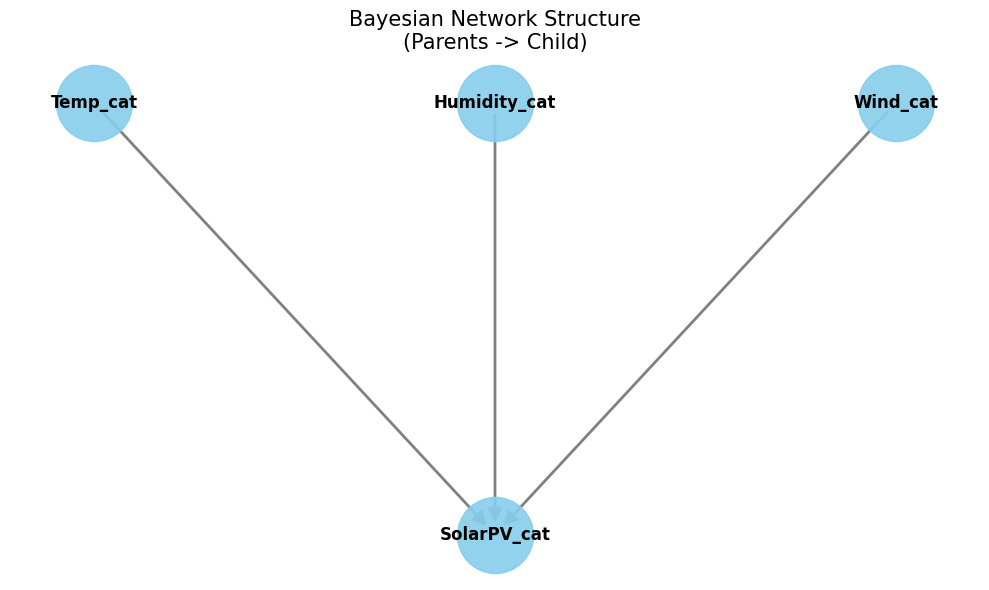 Bayesian Network Structure
(Parents -> Child)
Temp_cat
Humidity_cat
Wind_cat
SolarPV_cat